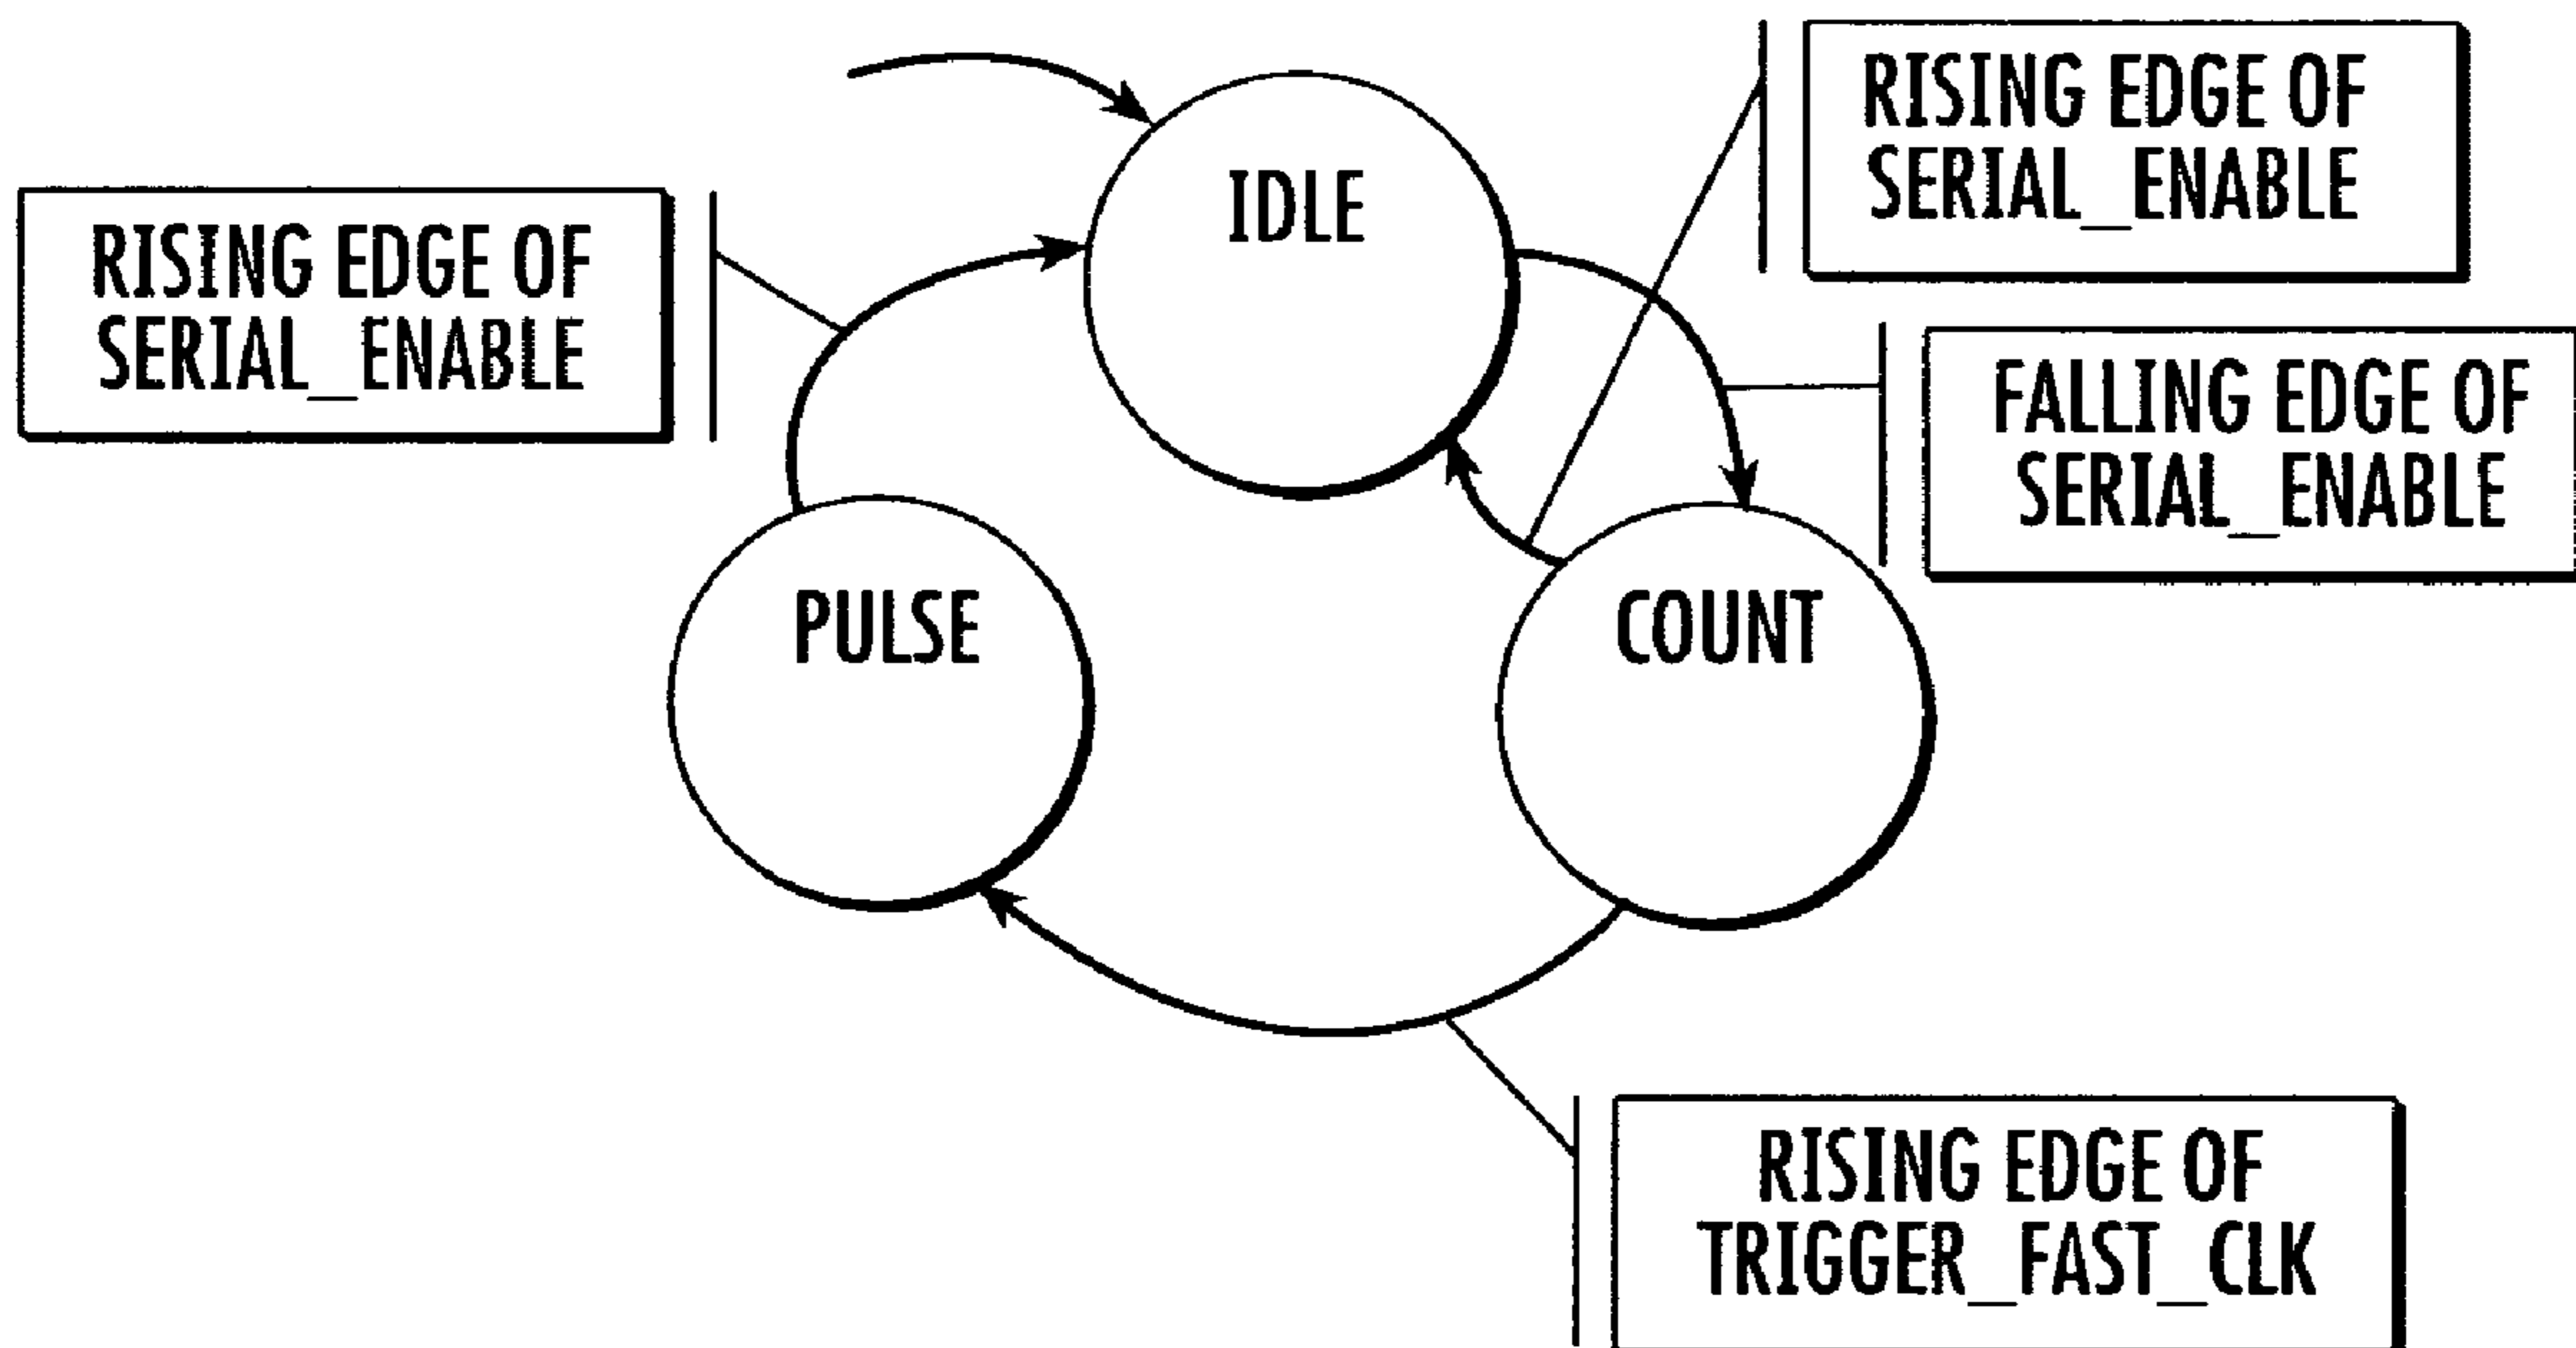 RISING EDGE OF
SERIAL_ENABLE
IDLE
RISING EDGE OF
SERIAL_ENABLE
FALLING EDGE OF
SERIAL_ENABLE
PULSE
COUNT
RISING EDGE OF
TRIGGER_FAST_CLK